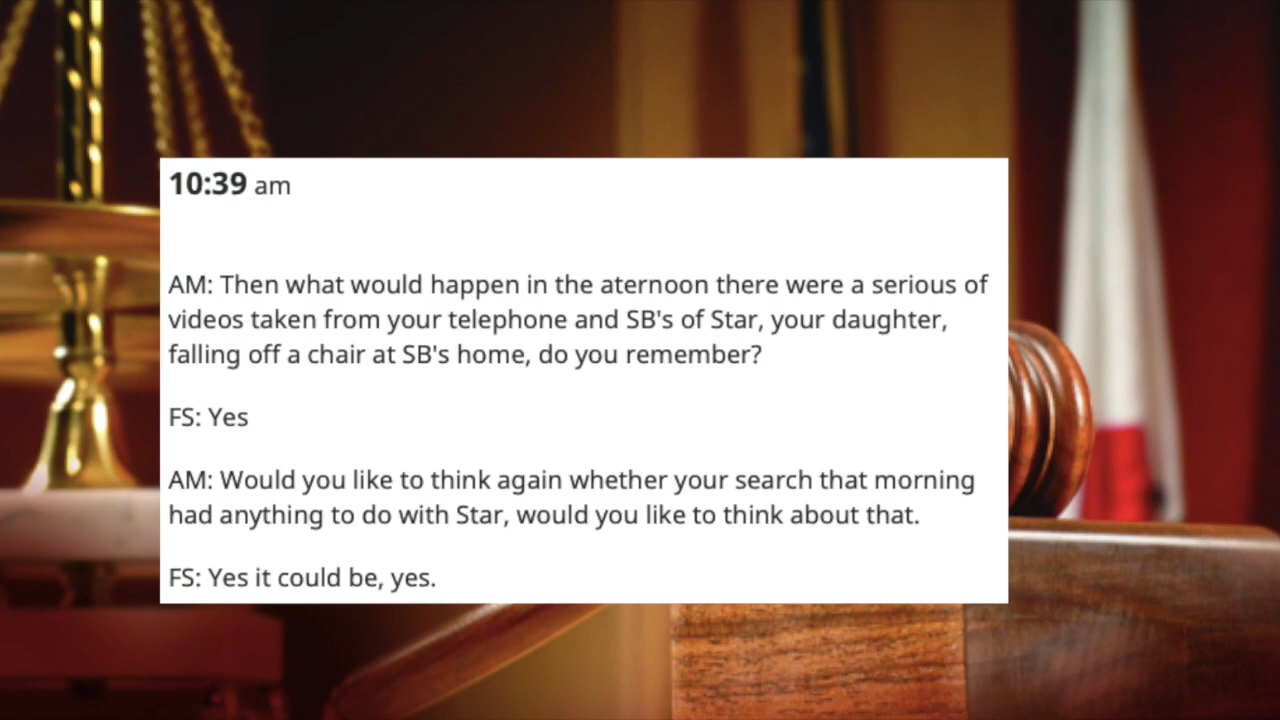 10:39 am
AM: Then what would happen in the aternoon there were a serious of
videos taken from your telephone and SB's of Star, your daughter,
falling off a chair at SB's home, do you remember?
FS: Yes
AM: Would you like to think again whether your search that morning
had anything to do with Star, would you like to think about that.
FS: Yes it could be, yes.